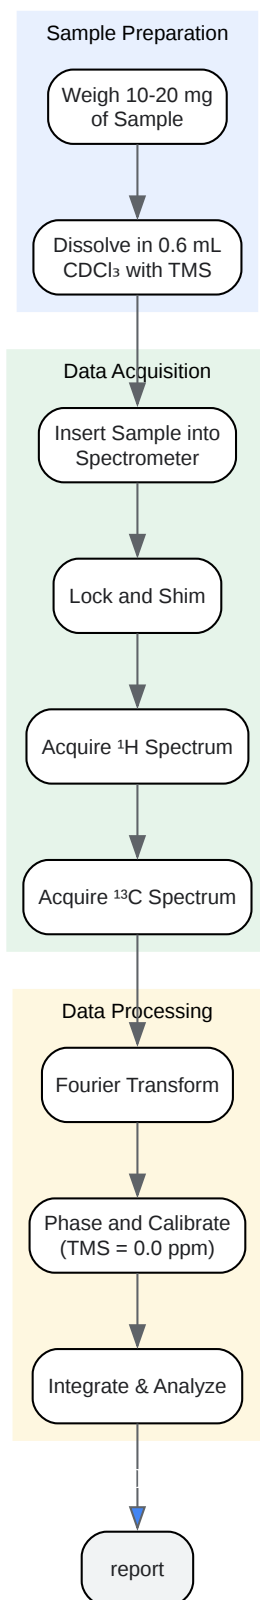 Sample Preparation
Weigh 10-20 mg
of Sample
Dissolve in 0.6 mL
CDCl₃ with TMS
Data Acquisition
Insert Sample into
Spectrometer
Lock and Shim
Acquire ¹H Spectrum
Acquire ¹³C Spectrum
Data Processing
Fourier Transform
Phase and Calibrate
(TMS = 0.0 ppm)
Integrate & Analyze
report